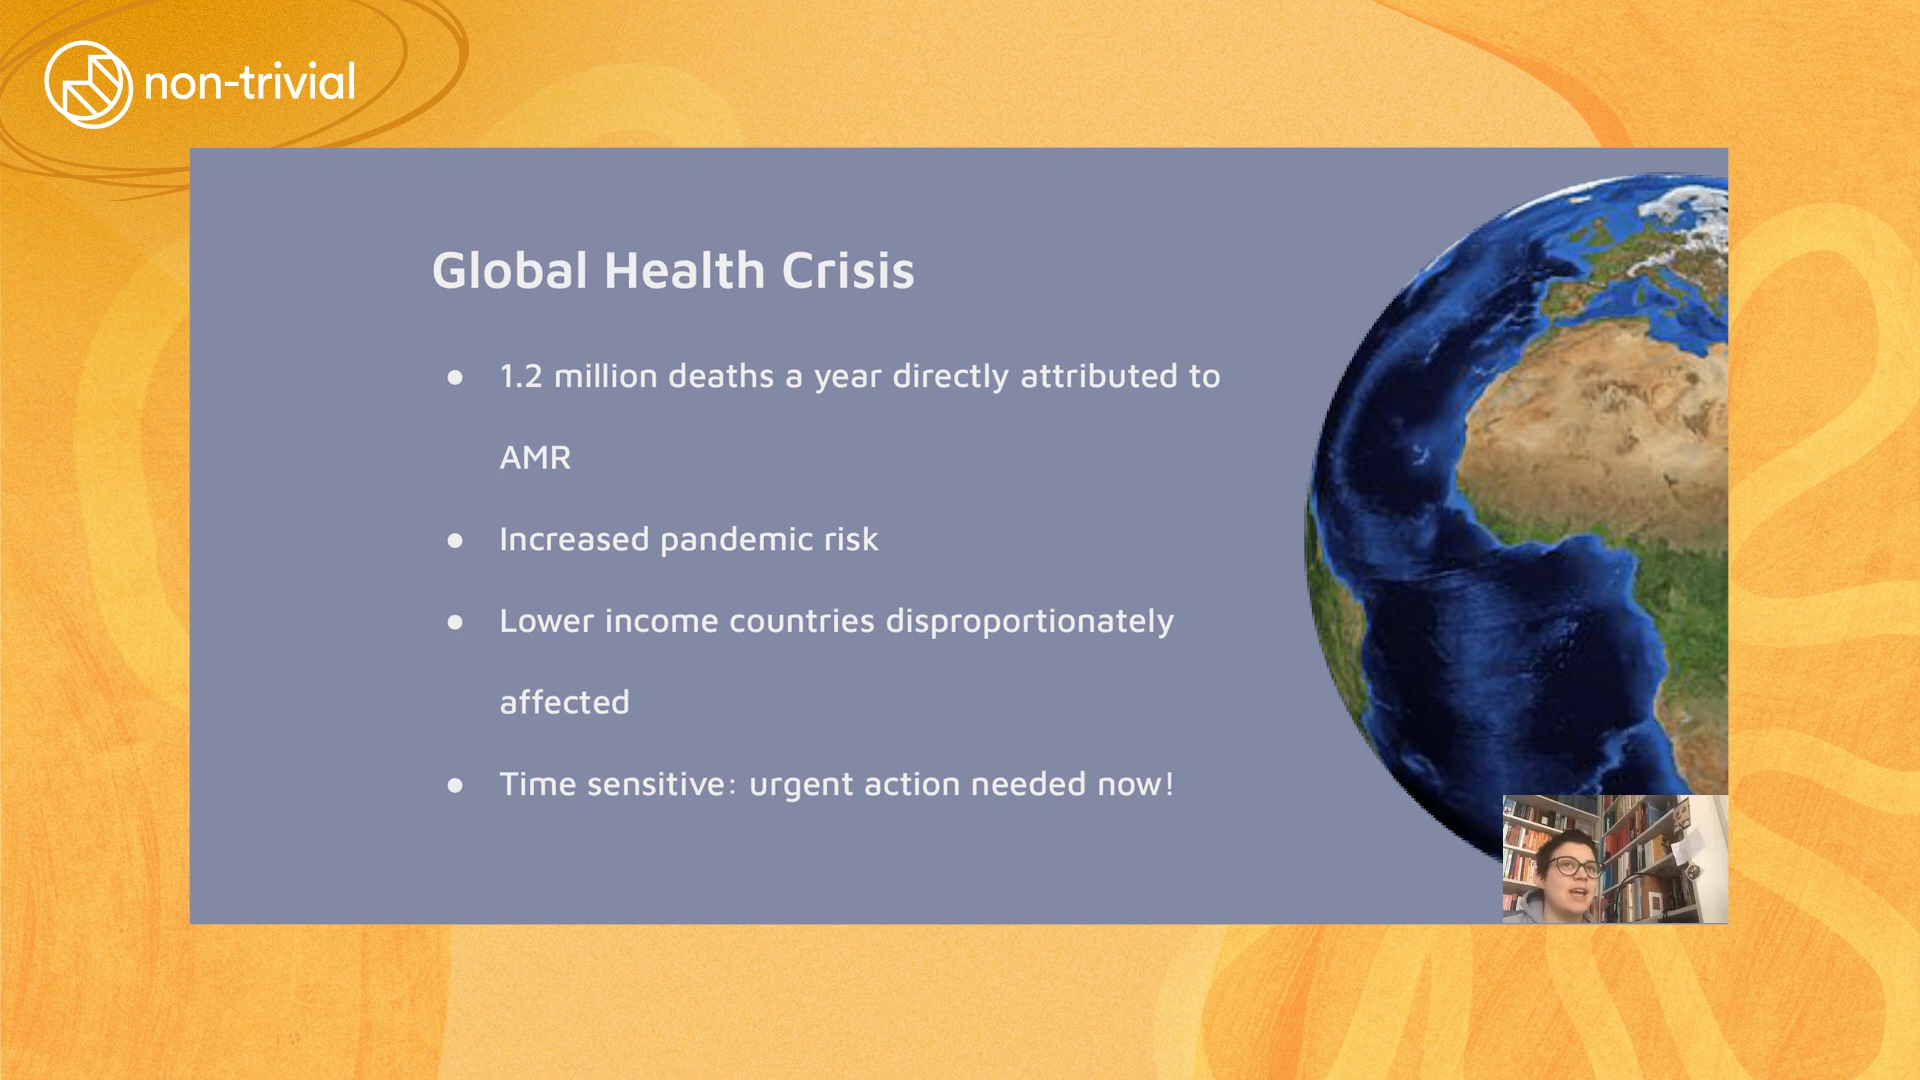 non-trivial
Global Health Crisis
● 1.2 million deaths a year directly attributed to
AMR
● Increased pandemic risk
● Lower income countries disproportionately
affected
● Time sensitive: urgent action needed now!